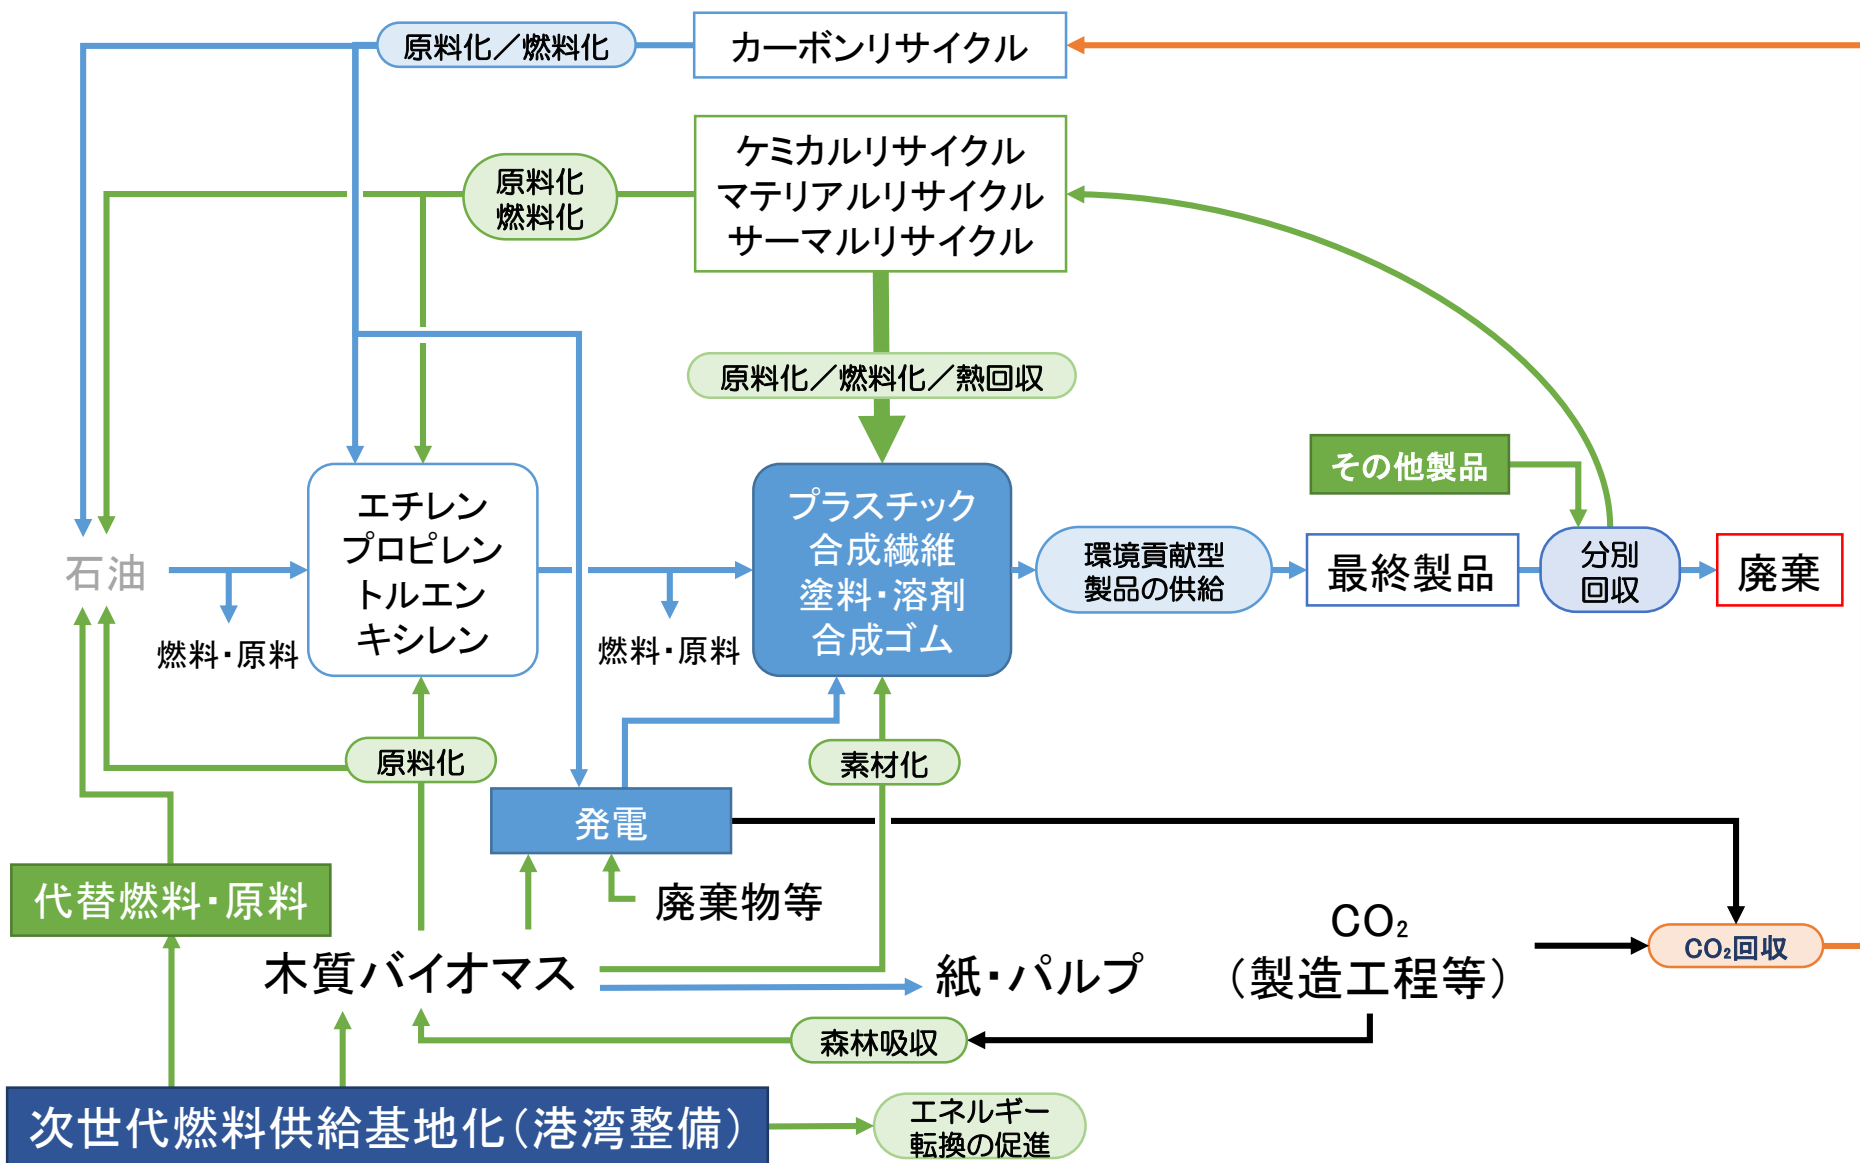 原料化／燃料化
カーボンリサイクル
原料化
燃料化
ケミカルリサイクル
マテリアルリサイクル
サーマルリサイクル
原料化／燃料化／熱回収
その他製品
石油
燃料・原料
エチレン
プロピレン
トルエン
キシレン
燃料・原料
プラスチック
合成繊維
塗料・溶剤
合成ゴム
環境貢献型
製品の供給
最終製品
分別
回収
廃棄
原料化
素材化
発電
代替燃料・原料
廃棄物等
木質バイオマス
紙・パルプ
CO₂
（製造工程等）
CO₂回収
森林吸収
次世代燃料供給基地化（港湾整備）
エネルギー
転換の促進